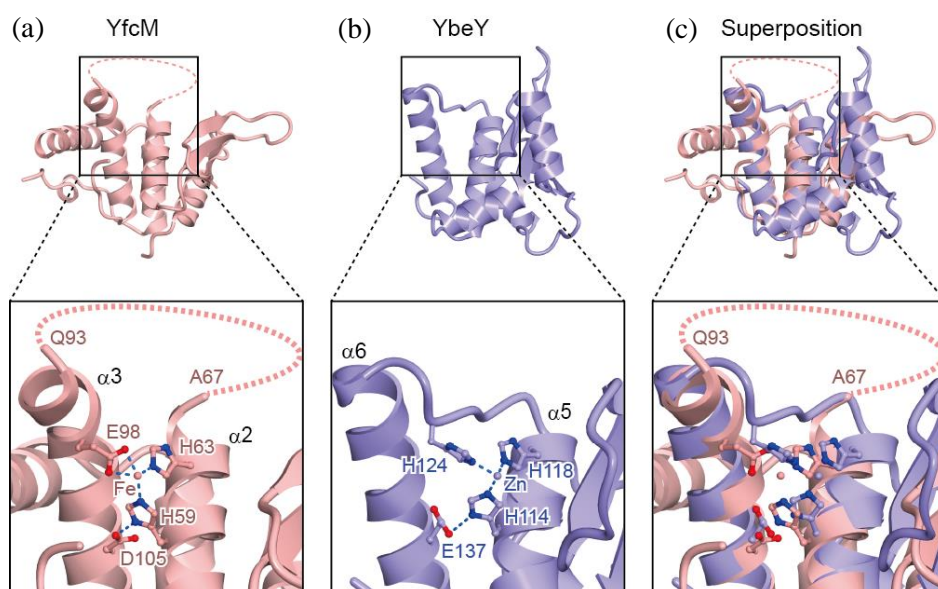 (a) YfcM
(b) YbeY
(c) Superposition
Q93
α3
A67
E98
H63
α2
Fe
H59
D105
α6
α5
H124
H118
Zn
H114
E137
Q93
A67